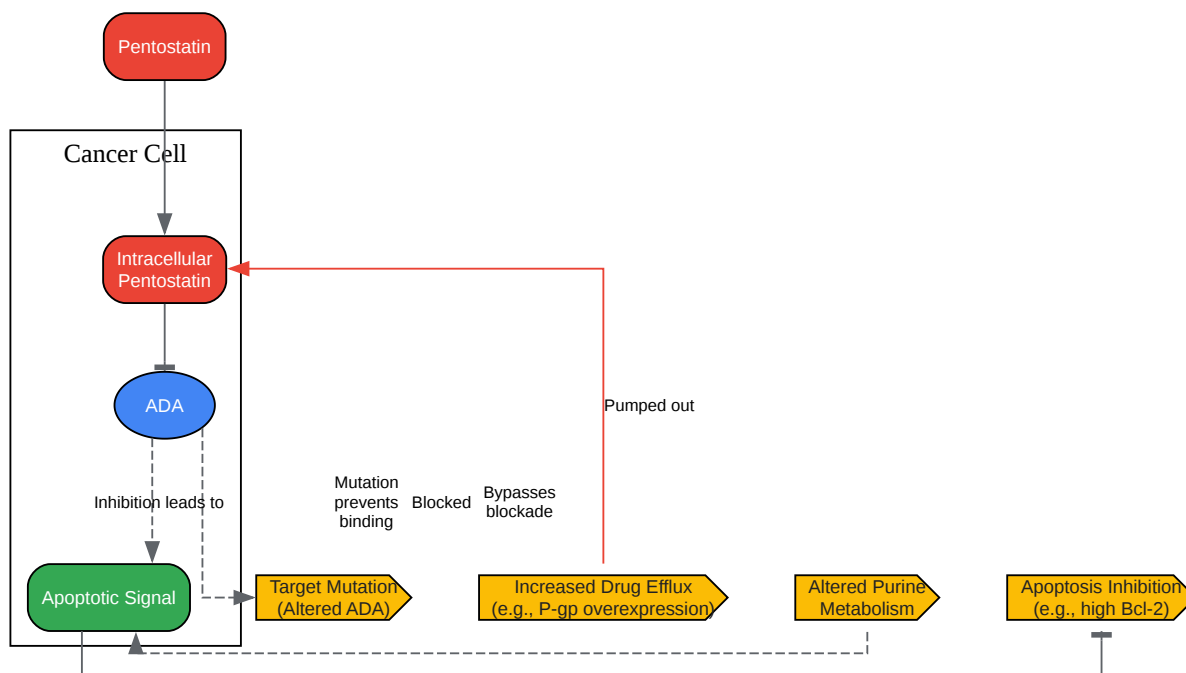 Pentostatin
Cancer Cell
Intracellular
Pentostatin
ADA
Pumped out
Inhibition leads to
Mutation
prevents
binding
Blocked
Bypasses
blockade
Apoptotic Signal
Target Mutation
(Altered ADA)
Increased Drug Efflux
(e.g., P-gp overexpression)
Altered Purine
Metabolism
Apoptosis Inhibition
(e.g., high Bcl-2)